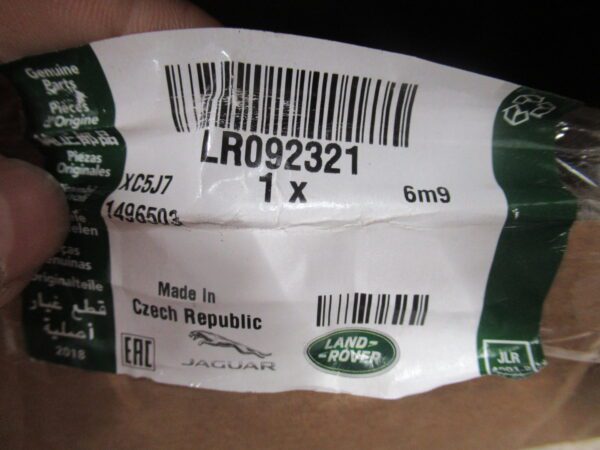 Genuine
Parts
Pièces
d'Origine
Piezas
Originales
Originalteile
قطع غيار
أصلية
2018
LR092321
1 x
XC5J7
6m9
1496503
Made In
Czech Republic
EAC
JAGUAR
LAND
ROVER
JLR